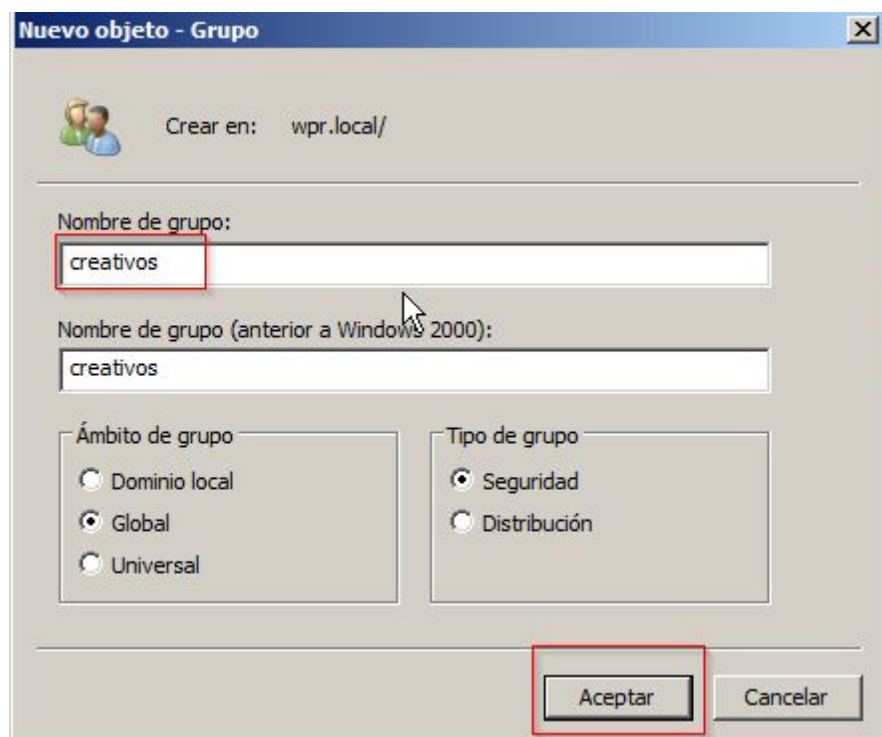 Nuevo objeto - Grupo
Crear en: wpr.local/
Nombre de grupo:
creativos
Nombre de grupo (anterior a Windows 2000):
creativos
Ámbito de grupo
Dominio local
Global
Universal
Tipo de grupo
Seguridad
Distribución
Aceptar Cancelar